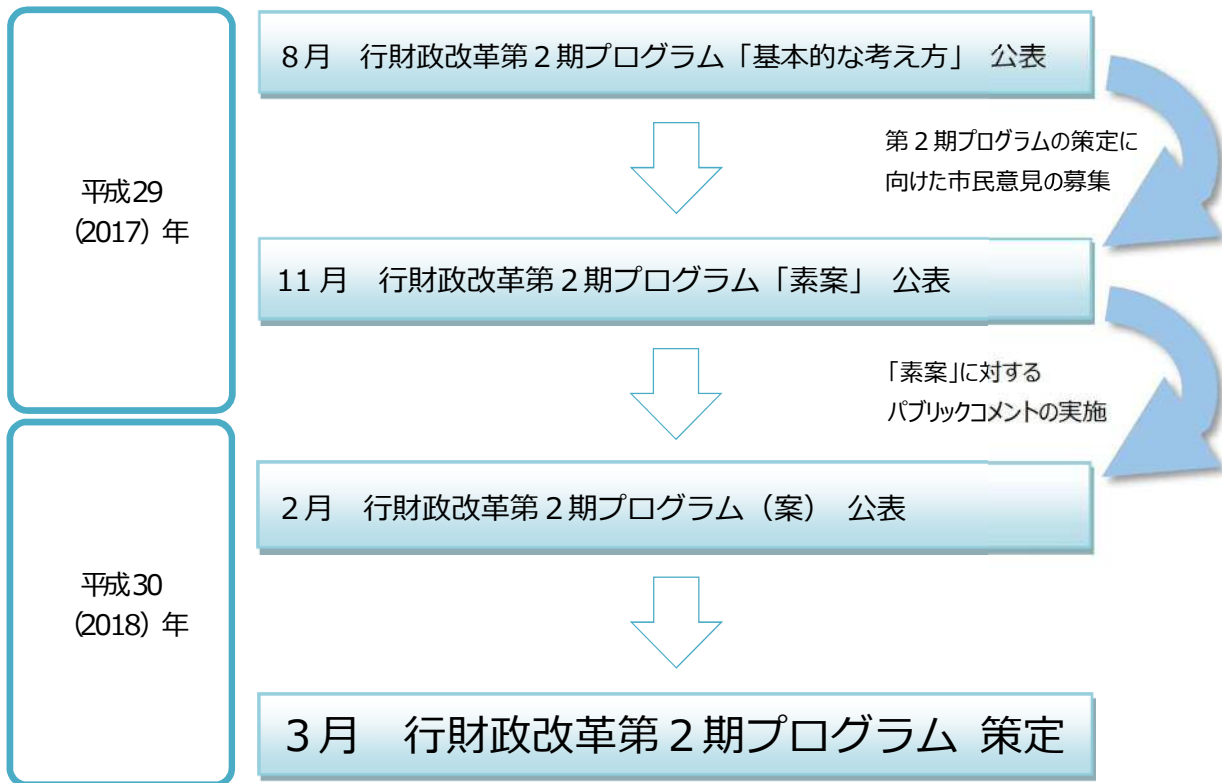 平成29
(2017) 年
8月 行財政改革第2期プログラム「基本的な考え方」 公表
第2期プログラムの策定に
向けた市民意見の募集
11月 行財政改革第2期プログラム「素案」 公表
「素案」に対する
パブリックコメントの実施
平成30
(2018) 年
2月 行財政改革第2期プログラム（案） 公表
3月 行財政改革第2期プログラム 策定